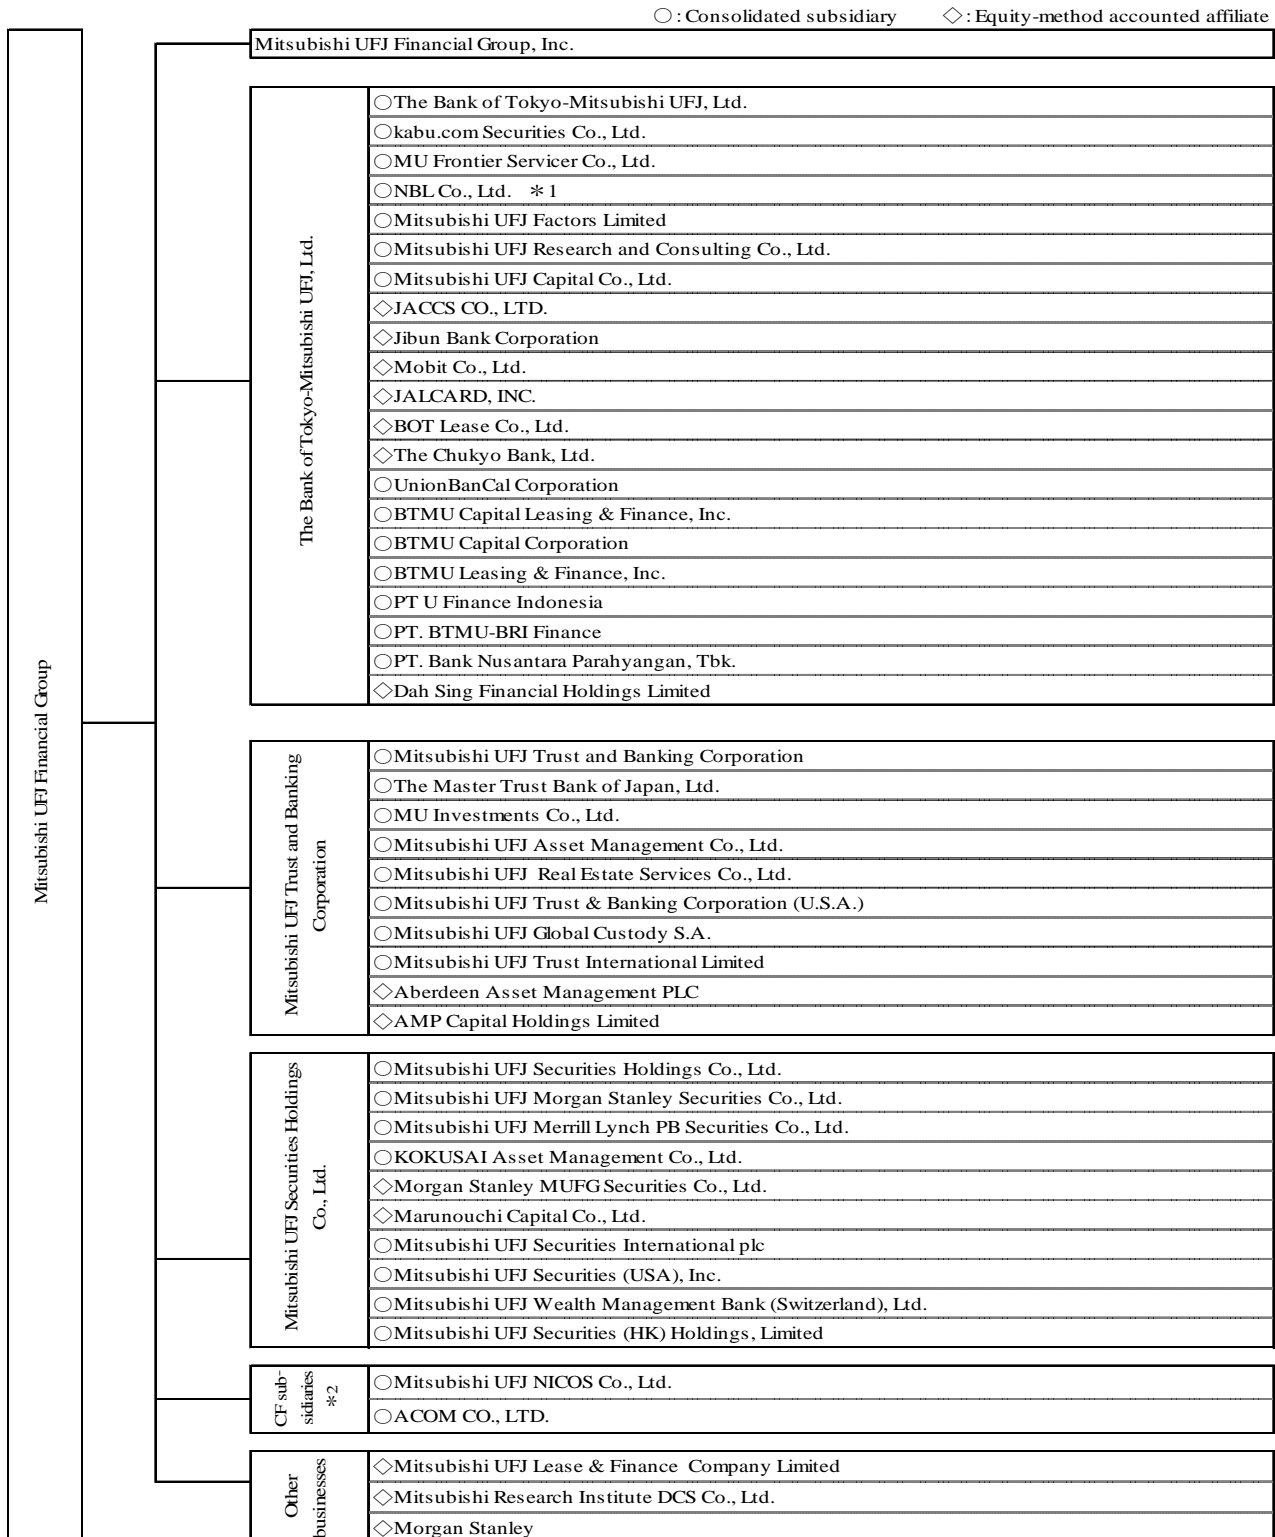 ○: Consolidated subsidiary ◇: Equity-method accounted affiliate
Mitsubishi UFJ Financial Group
Mitsubishi UFJ Financial Group, Inc.
The Bank of Tokyo-Mitsubishi UFJ, Ltd.
○The Bank of Tokyo-Mitsubishi UFJ, Ltd.
○kabu.com Securities Co., Ltd.
○MU Frontier Servicer Co., Ltd.
○NBL Co., Ltd. *1
○Mitsubishi UFJ Factors Limited
○Mitsubishi UFJ Research and Consulting Co., Ltd.
○Mitsubishi UFJ Capital Co., Ltd.
◇JACCS CO., LTD.
◇Jibun Bank Corporation
◇Mobit Co., Ltd.
◇JALCARD, INC.
◇BOT Lease Co., Ltd.
◇The Chukyo Bank, Ltd.
○UnionBanCal Corporation
○BTMU Capital Leasing & Finance, Inc.
○BTMU Capital Corporation
○BTMU Leasing & Finance, Inc.
○PT U Finance Indonesia
○PT. BTMU-BRI Finance
○PT. Bank Nusantara Parahyangan, Tbk.
◇Dah Sing Financial Holdings Limited
Mitsubishi UFJ Trust and Banking
Corporation
○Mitsubishi UFJ Trust and Banking Corporation
○The Master Trust Bank of Japan, Ltd.
○MU Investments Co., Ltd.
○Mitsubishi UFJ Asset Management Co., Ltd.
○Mitsubishi UFJ Real Estate Services Co., Ltd.
○Mitsubishi UFJ Trust & Banking Corporation (U.S.A.)
○Mitsubishi UFJ Global Custody S.A.
○Mitsubishi UFJ Trust International Limited
◇Aberdeen Asset Management PLC
◇AMP Capital Holdings Limited
Mitsubishi UFJ Securities Holdings
Co., Ltd.
○Mitsubishi UFJ Securities Holdings Co., Ltd.
○Mitsubishi UFJ Morgan Stanley Securities Co., Ltd.
○Mitsubishi UFJ Merrill Lynch PB Securities Co., Ltd.
○KOKUSAI Asset Management Co., Ltd.
◇Morgan Stanley MUFG Securities Co., Ltd.
◇Marunouchi Capital Co., Ltd.
○Mitsubishi UFJ Securities International plc
○Mitsubishi UFJ Securities (USA), Inc.
○Mitsubishi UFJ Wealth Management Bank (Switzerland), Ltd.
○Mitsubishi UFJ Securities (HK) Holdings, Limited
CF sub-
sidiaries
*2
○Mitsubishi UFJ NICOS Co., Ltd.
○ACOM CO., LTD.
Other
businesses
◇Mitsubishi UFJ Lease & Finance Company Limited
◇Mitsubishi Research Institute DCS Co., Ltd.
◇Morgan Stanley